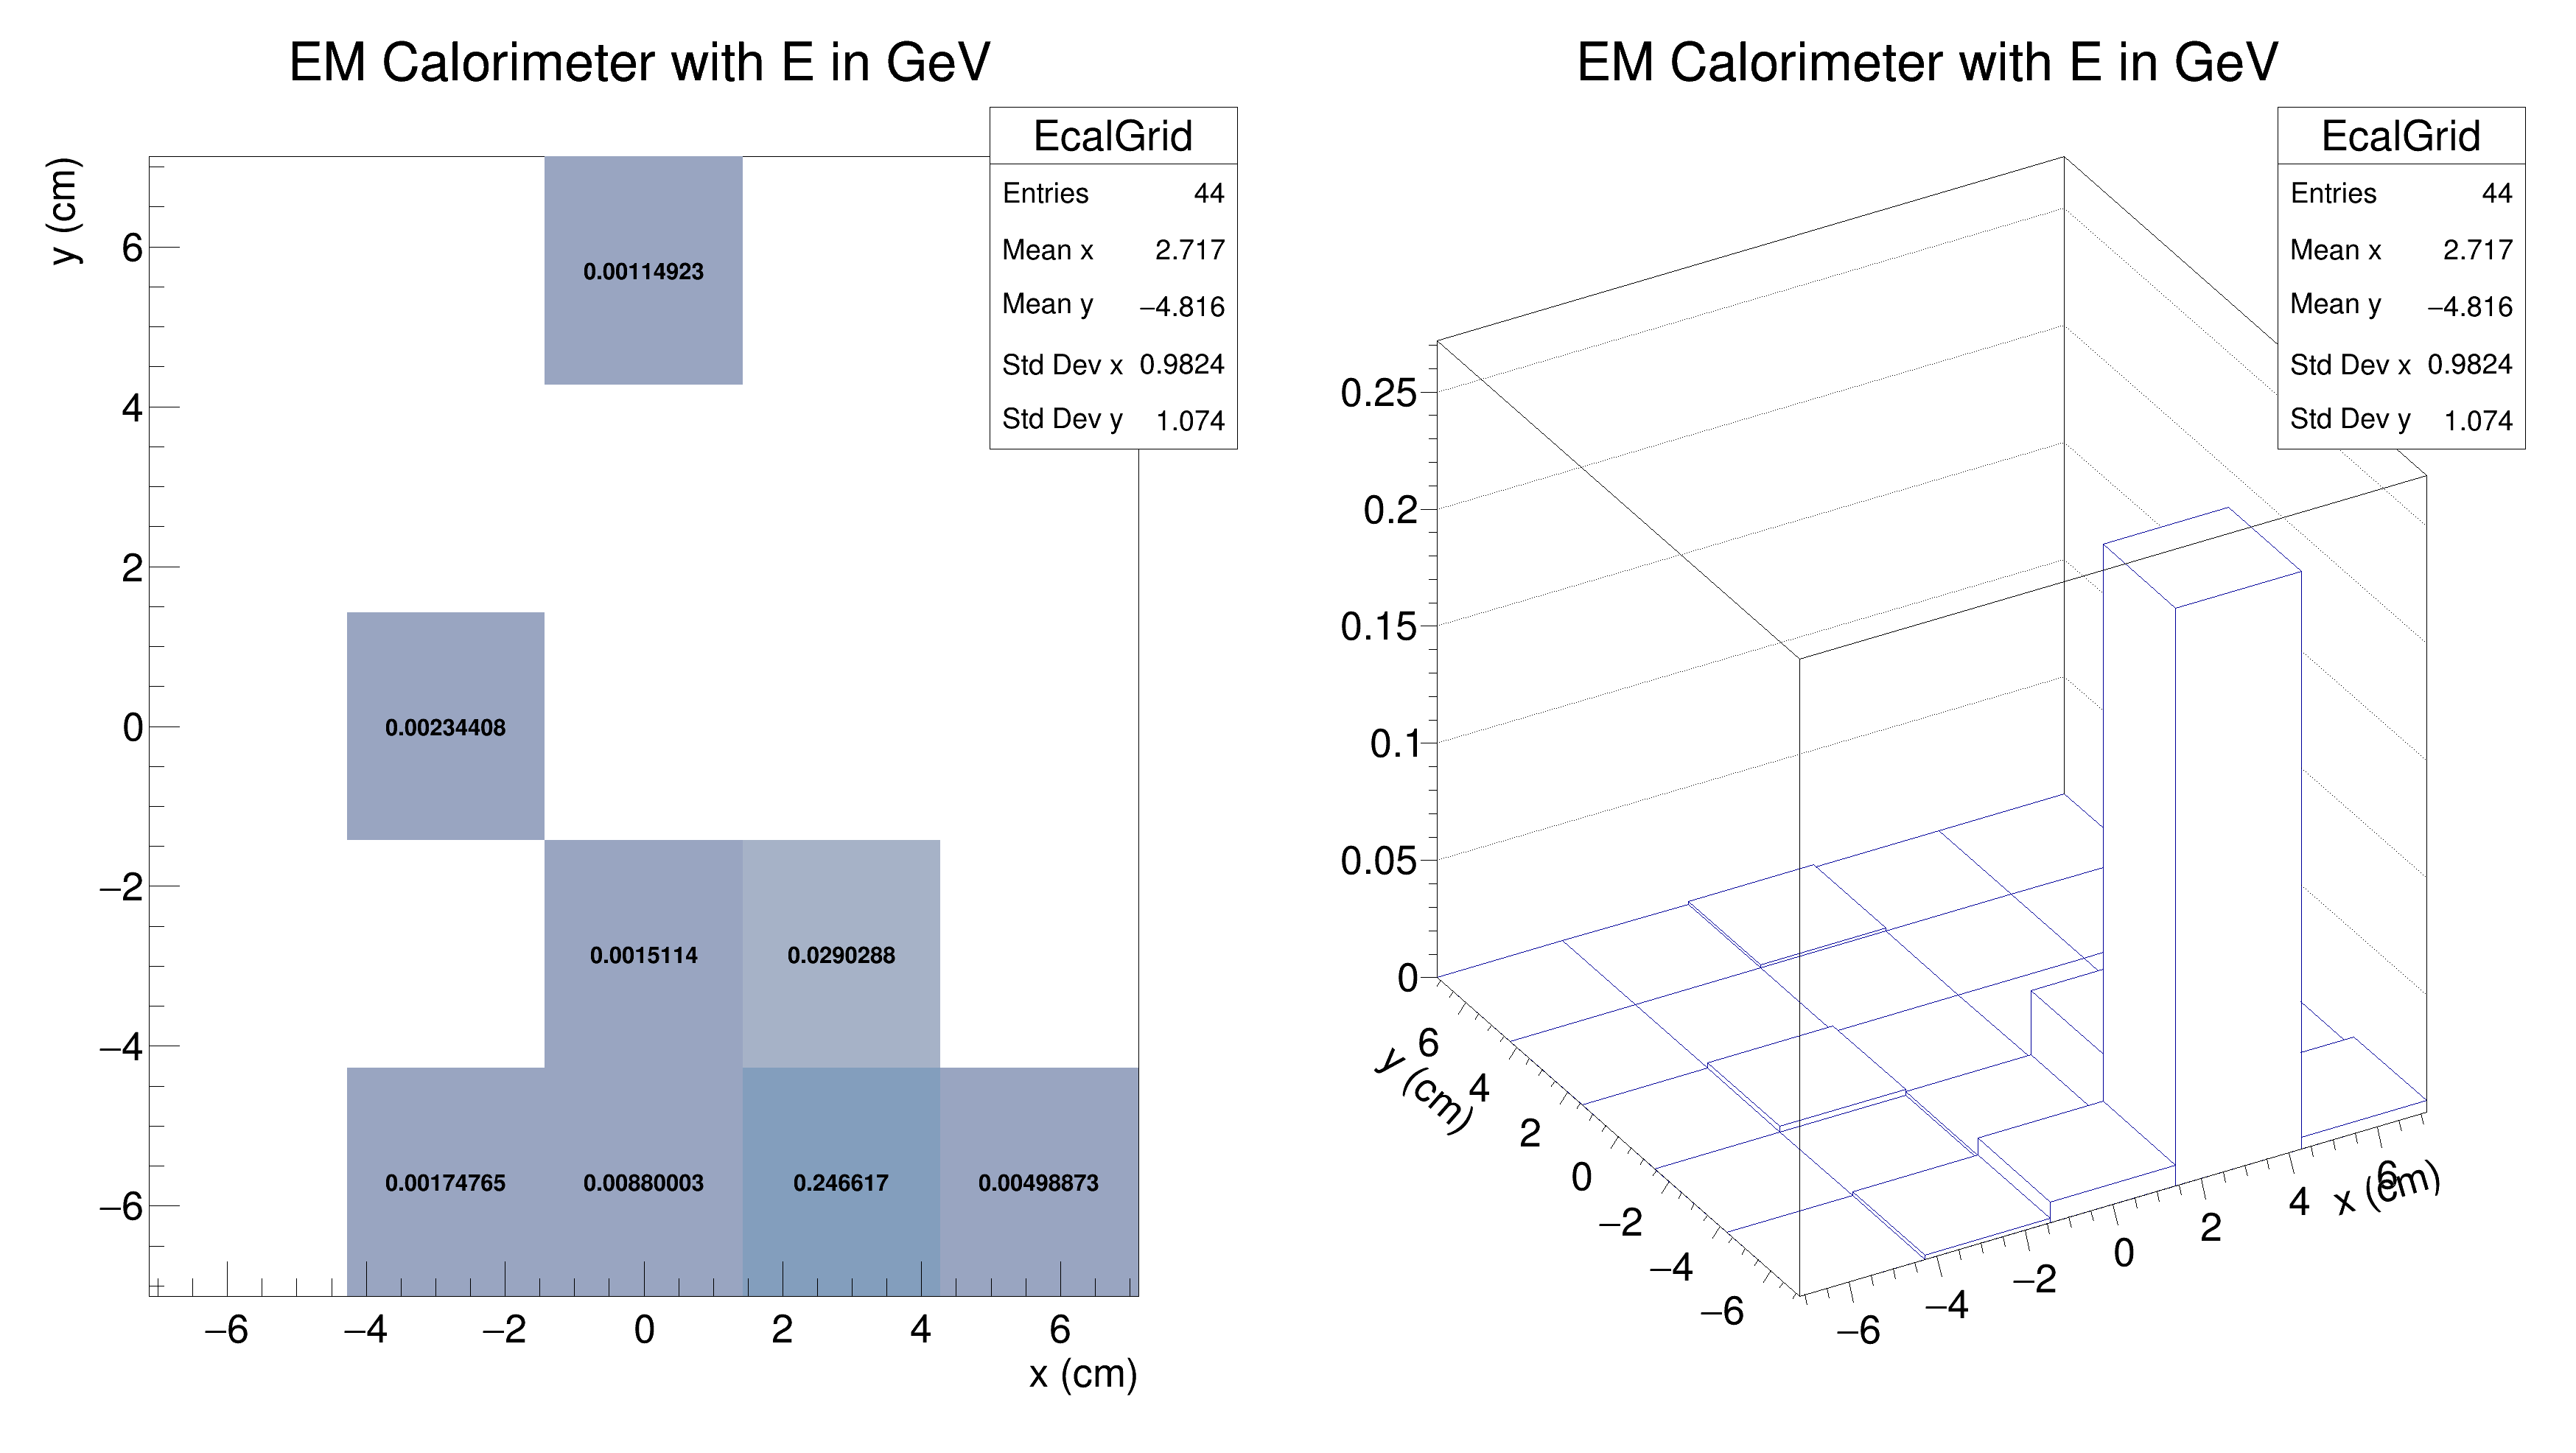 EM Calorimeter with E in GeV
EcalGrid
Entries 44
Mean x 2.717
Mean y −4.816
Std Dev x 0.9824
Std Dev y 1.074
y (cm)
6
4
2
0
−2
−4
−6
0.00114923
0.00234408
0.0015114 0.0290288
0.00174765 0.00880003 0.246617 0.00498873
−6 −4 −2 0 2 4 6
x (cm)
EM Calorimeter with E in GeV
EcalGrid
Entries 44
Mean x 2.717
Mean y −4.816
Std Dev x 0.9824
Std Dev y 1.074
0.25
0.2
0.15
0.1
0.05
0
y (cm)
6
4
2
0
−2
−4
−6
−6 −4 −2 0 2 4 6
x (cm)